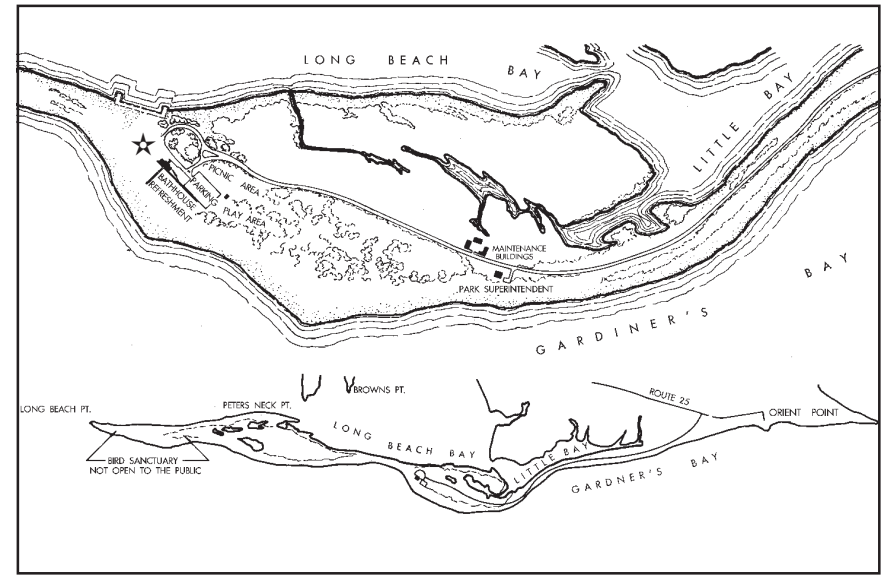 LONG BEACH BAY
LITTLE BAY
PICNIC AREA
PARKING
BATHHOUSE
REFRESHMENT
PLAY AREA
MAINTENANCE
BUILDINGS
PARK SUPERINTENDENT
GARDINER'S BAY
LONG BEACH PT.
PETERS NECK PT.
BROWNS PT.
ROUTE 25
ORIENT POINT
LONG BEACH BAY
LITTLE BAY
BIRD SANCTUARY
NOT OPEN TO THE PUBLIC
GARDNER'S BAY